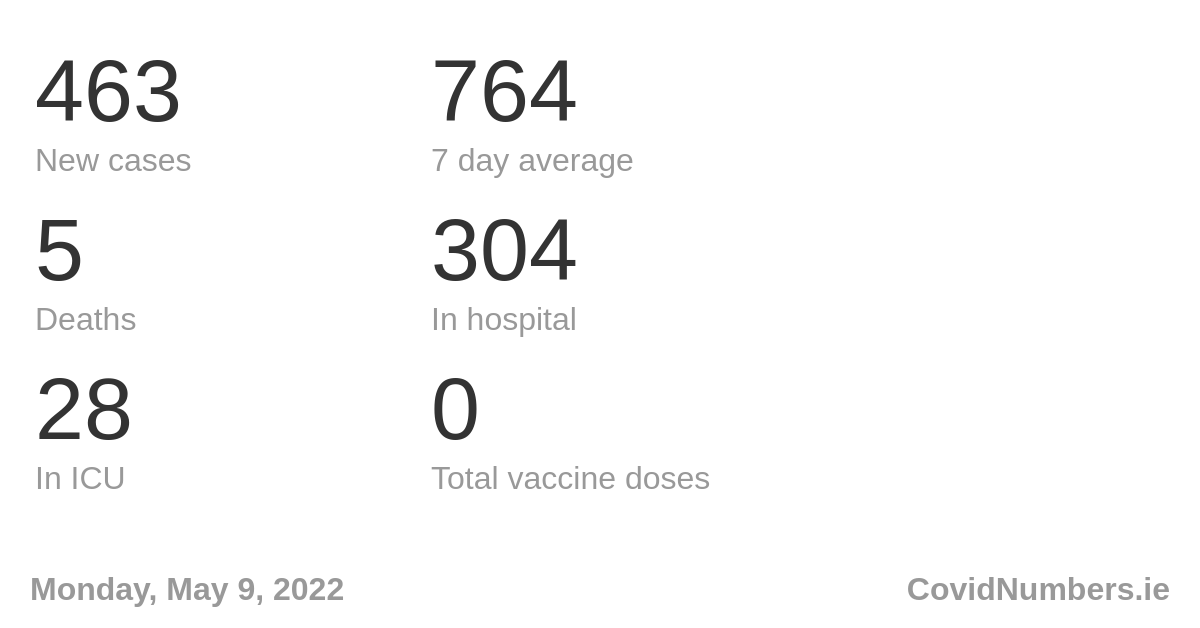 463
New cases
764
7 day average
5
Deaths
304
In hospital
28
In ICU
0
Total vaccine doses
Monday, May 9, 2022
CovidNumbers.ie